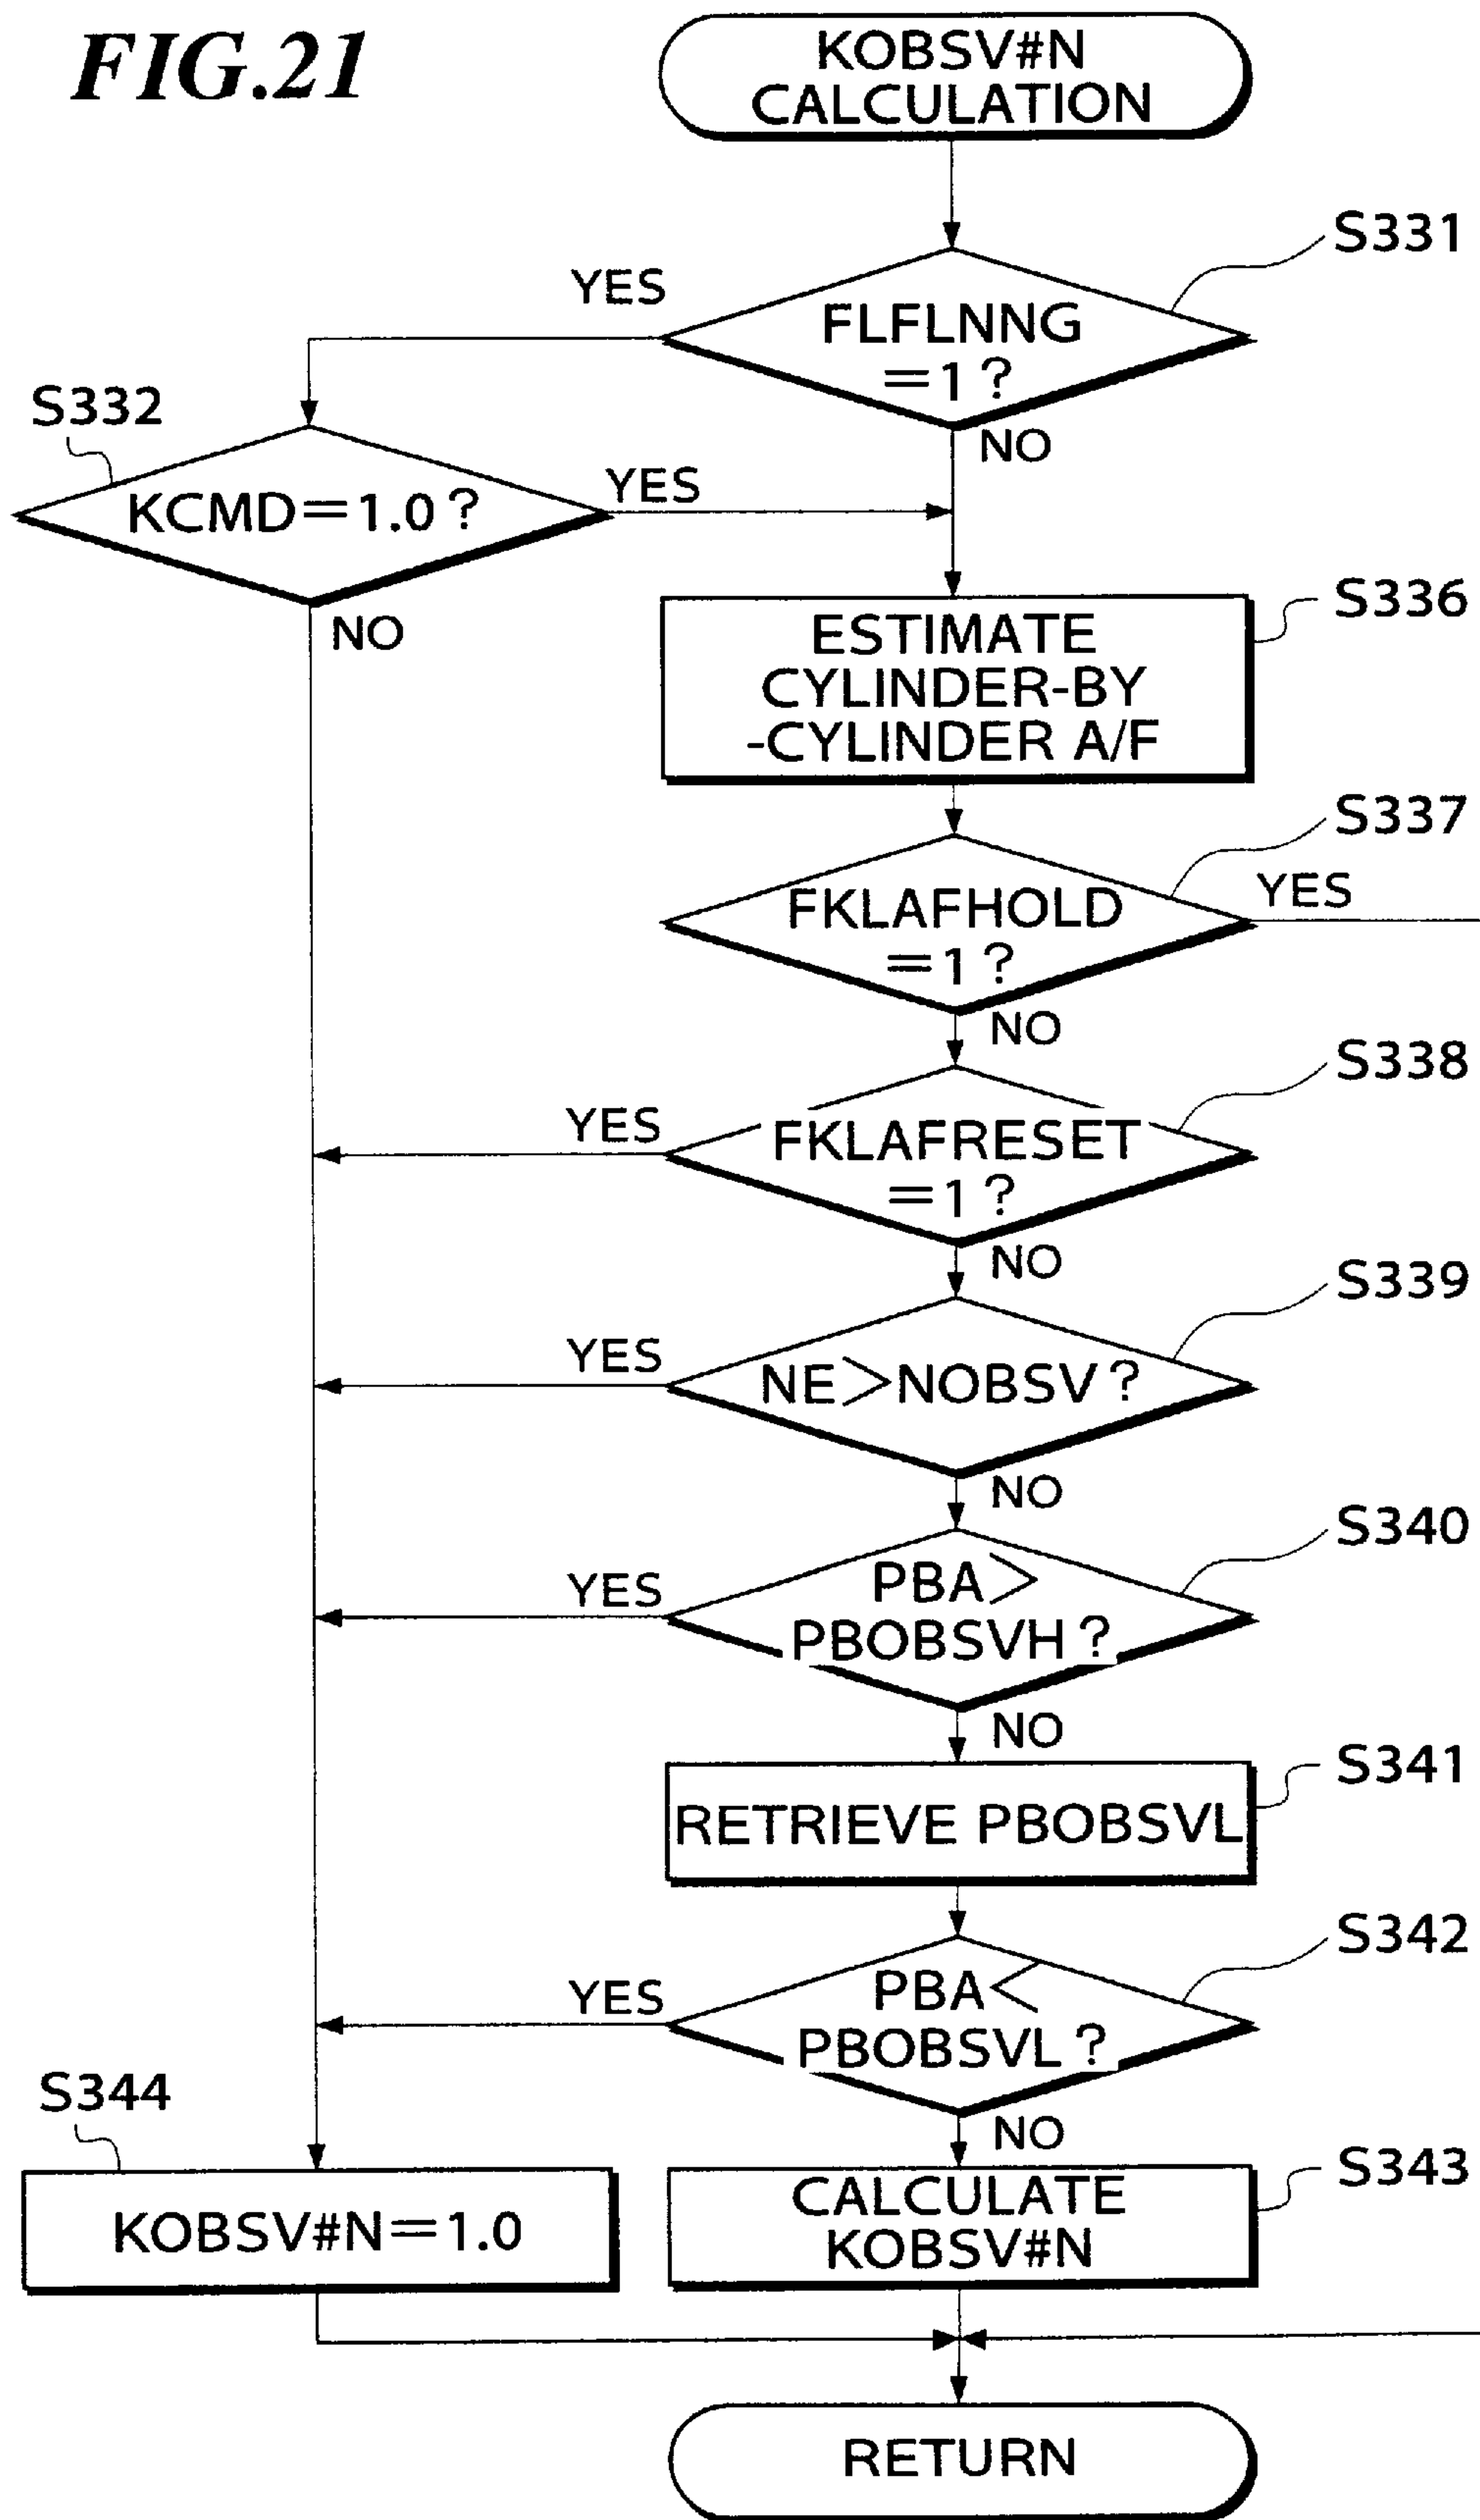 FIG.21
KOBSV#N
CALCULATION
S331
YES
FLFLNNG
=1?
NO
S332
KCMD=1.0?
YES
NO
S336
ESTIMATE
CYLINDER-BY
-CYLINDER A/F
S337
FKLAFHOLD
=1?
YES
NO
S338
YES
FKLAFRESET
=1?
NO
S339
YES
NE>NOBSV?
NO
S340
YES
PBA>
PBOBSVH?
NO
S341
RETRIEVE PBOBSVL
S342
YES
PBA<
PBOBSVL?
NO
S344
KOBSV#N=1.0
S343
CALCULATE
KOBSV#N
RETURN